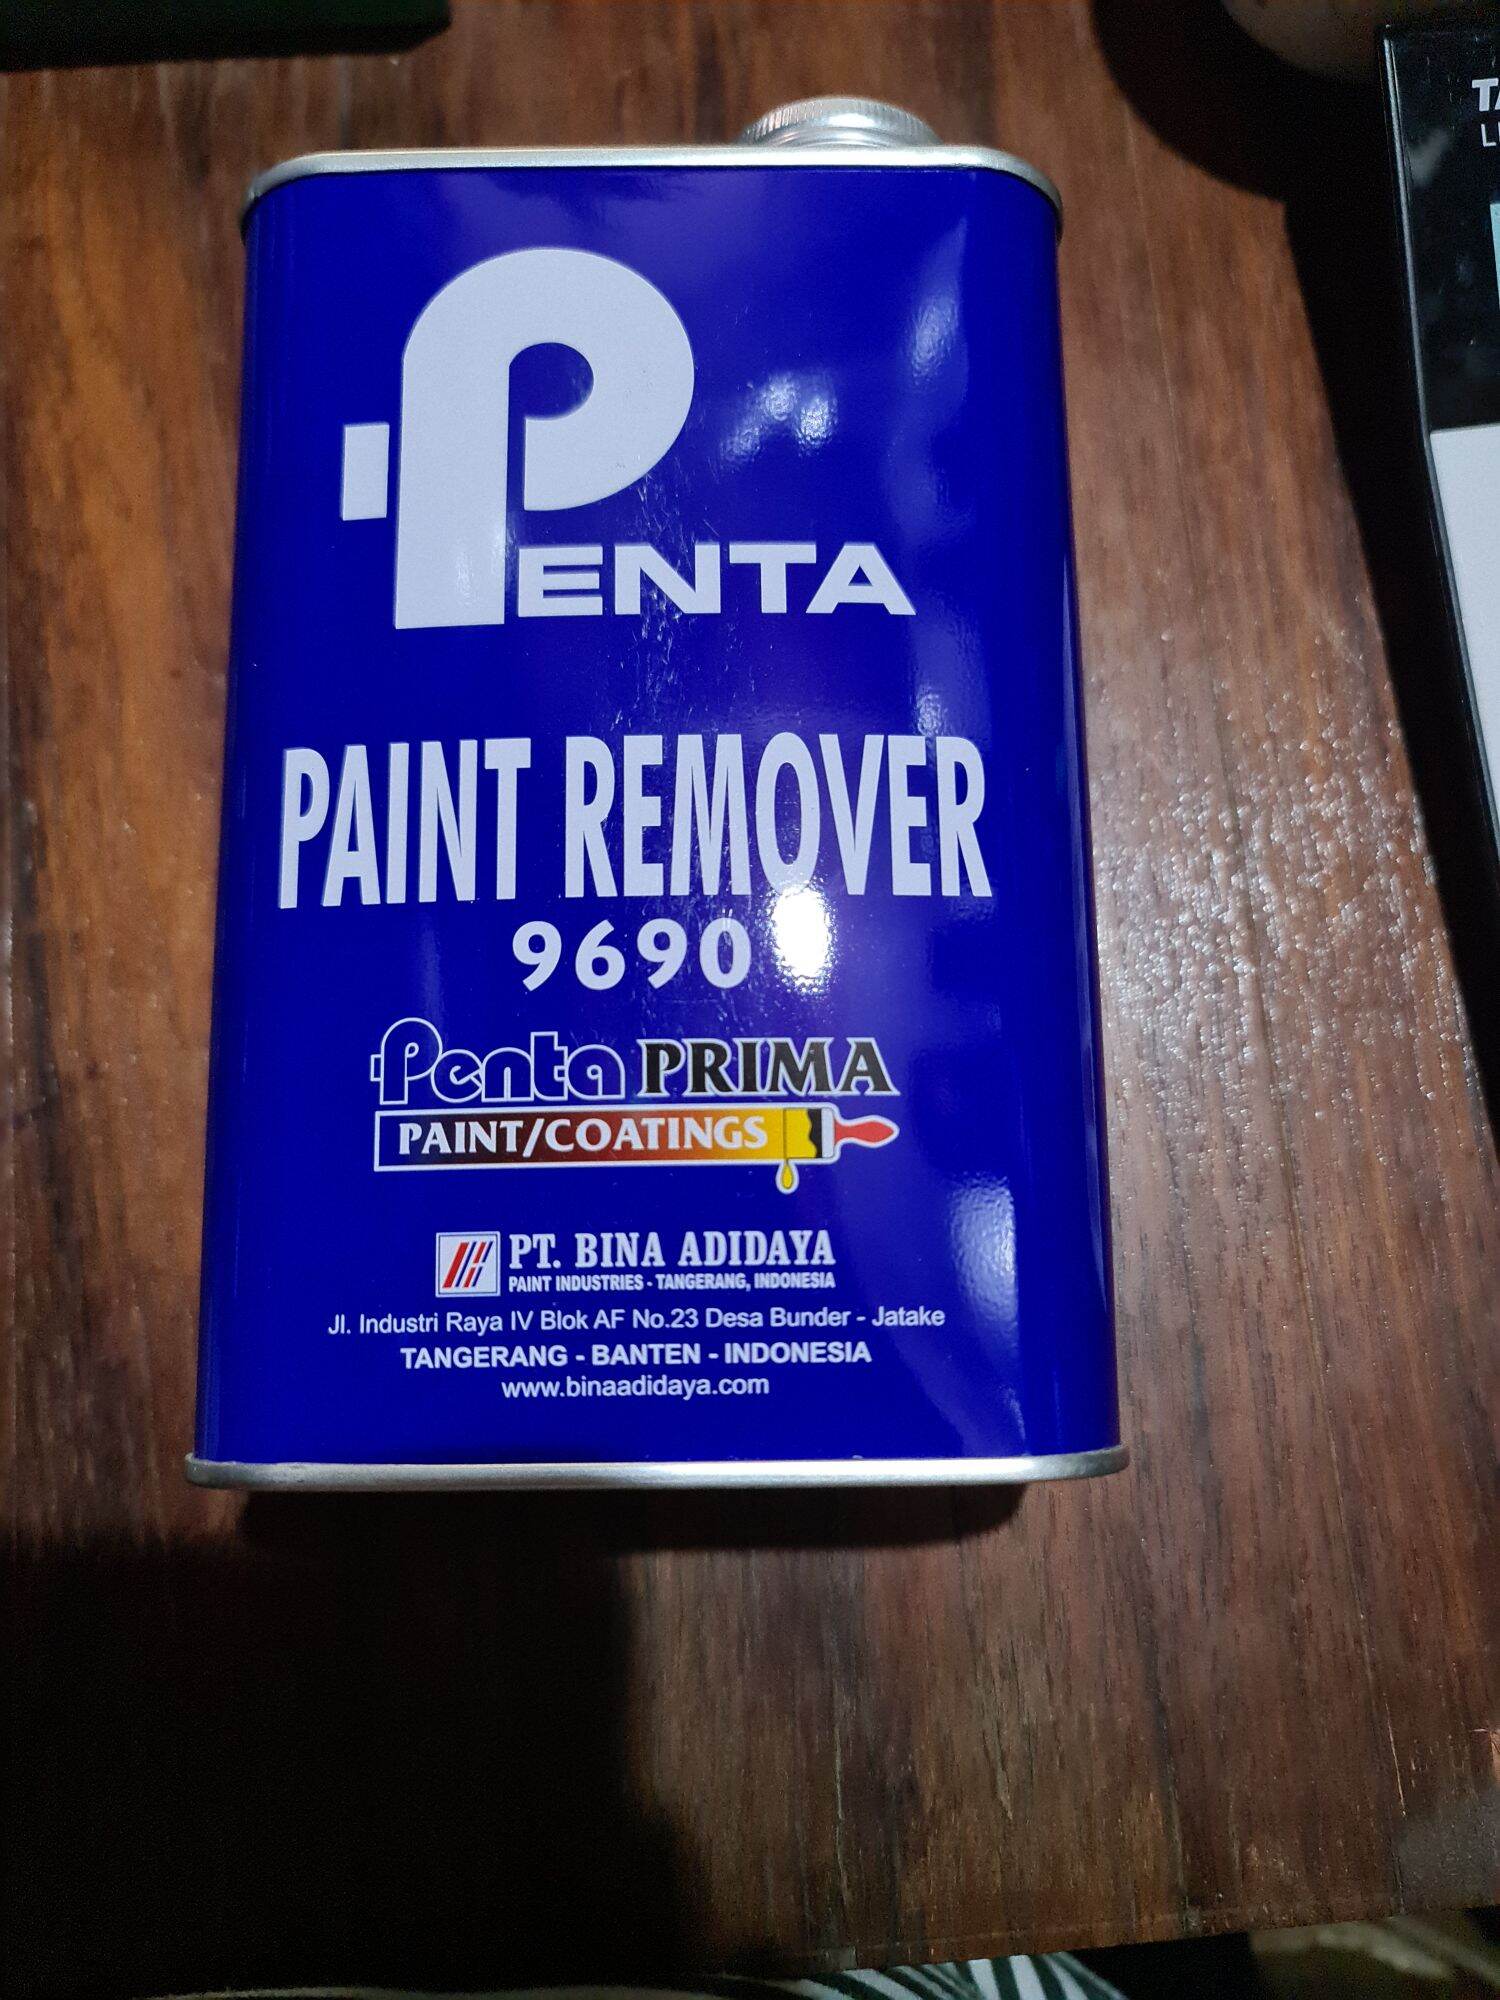 PENTA
PAINT REMOVER
9690
Penta PRIMA
PAINT/COATINGS
PT. BINA ADIDAYA
PAINT INDUSTRIES - TANGERANG, INDONESIA
Jl. Industri Raya IV Blok AF No.23 Desa Bunder - Jatake
TANGERANG - BANTEN - INDONESIA
www.binaadidaya.com